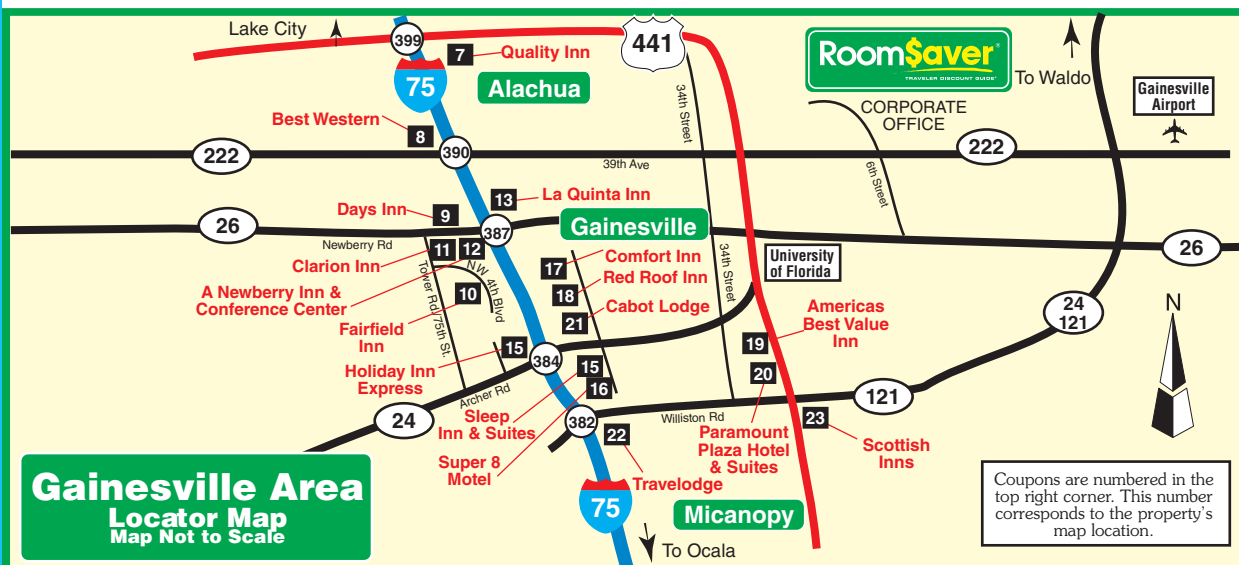 Lake City
399
7
Quality Inn
441
RoomSaver®
TRAVELER DISCOUNT GUIDE®
To Waldo
75
Alachua
34th Street
CORPORATE
OFFICE
Gainesville
Airport
Best Western
8
222
390
39th Ave
222
6th Street
13
La Quinta Inn
Days Inn
9
26
387
Gainesville
Newberry Rd
26
11
12
Clarion Inn
NW 4th Blvd
Tower Rd./75th St.
17
Comfort Inn
34th Street
University
of Florida
A Newberry Inn &
Conference Center
10
18
Red Roof Inn
Fairfield
Inn
21
Cabot Lodge
Americas
Best Value
Inn
24
121
N
15
384
19
Holiday Inn
Express
15
20
Archer Rd
16
24
Sleep
Inn & Suites
382
Williston Rd
121
23
22
Paramount
Plaza Hotel
& Suites
Scottish
Inns
Super 8
Motel
Travelodge
75
Micanopy
To Ocala
Gainesville Area
Locator Map
Map Not to Scale
Coupons are numbered in the
top right corner. This number
corresponds to the property's
map location.